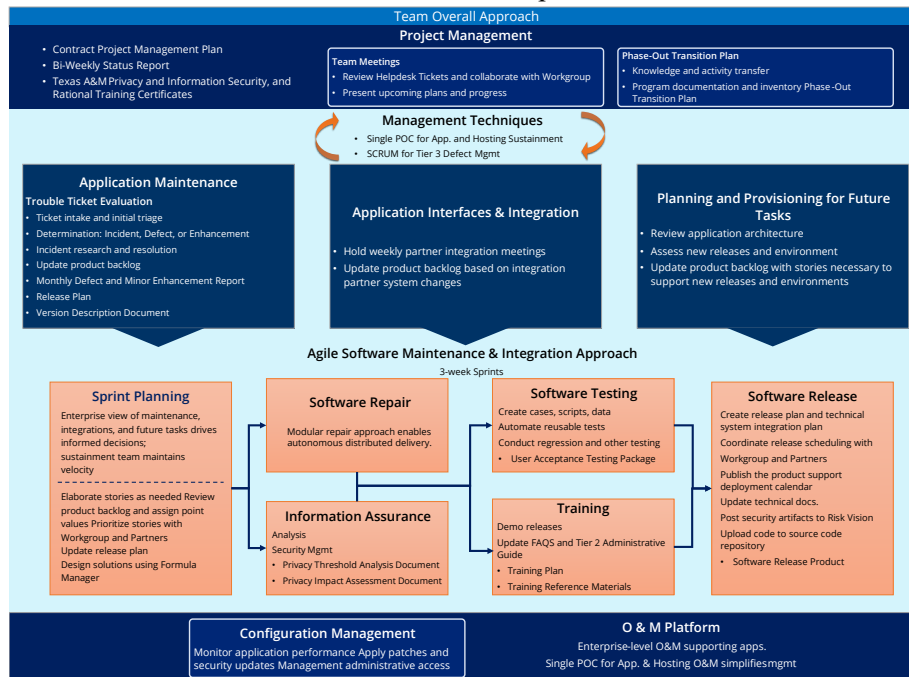 Team Overall Approach
Project Management
• Contract Project Management Plan
• Bi-Weekly Status Report
• Texas A&M Privacy and Information Security, and
Rational Training Certificates
Team Meetings
• Review Helpdesk Tickets and collaborate with Workgroup
• Present upcoming plans and progress
Phase-Out Transition Plan
• Knowledge and activity transfer
• Program documentation and inventory Phase-Out
Transition Plan
Management Techniques
• Single POC for App. and Hosting Sustainment
• SCRUM for Tier 3 Defect Mgmt
Application Maintenance
Trouble Ticket Evaluation
• Ticket intake and initial triage
• Determination: Incident, Defect, or Enhancement
• Incident research and resolution
• Update product backlog
• Monthly Defect and Minor Enhancement Report
• Release Plan
• Version Description Document
Application Interfaces & Integration
• Hold weekly partner integration meetings
• Update product backlog based on integration
partner system changes
Planning and Provisioning for Future
Tasks
• Review application architecture
• Assess new releases and environment
• Update product backlog with stories necessary to
support new releases and environments
Agile Software Maintenance & Integration Approach
3-week Sprints
Sprint Planning
Enterprise view of maintenance,
integrations, and future tasks drives
informed decisions;
sustainment team maintains
velocity
Elaborate stories as needed Review
product backlog and assign point
values Prioritize stories with
Workgroup and Partners
Update release plan
Design solutions using Formula
Manager
Software Repair
Modular repair approach enables
autonomous distributed delivery.
Information Assurance
Analysis
Security Mgmt
• Privacy Threshold Analysis Document
• Privacy Impact Assessment Document
Software Testing
Create cases, scripts, data
Automate reusable tests
Conduct regression and other testing
• User Acceptance Testing Package
Training
Demo releases
Update FAQS and Tier 2 Administrative
Guide
• Training Plan
• Training Reference Materials
Software Release
Create release plan and technical
system integration plan
Coordinate release scheduling with
Workgroup and Partners
Publish the product support
deployment calendar
Update technical docs.
Post security artifacts to Risk Vision
Upload code to source code
repository
• Software Release Product
Configuration Management
Monitor application performance Apply patches and
security updates Management administrative access
O & M Platform
Enterprise-level O&M supporting apps.
Single POC for App. & Hosting O&M simplifiesmgmt